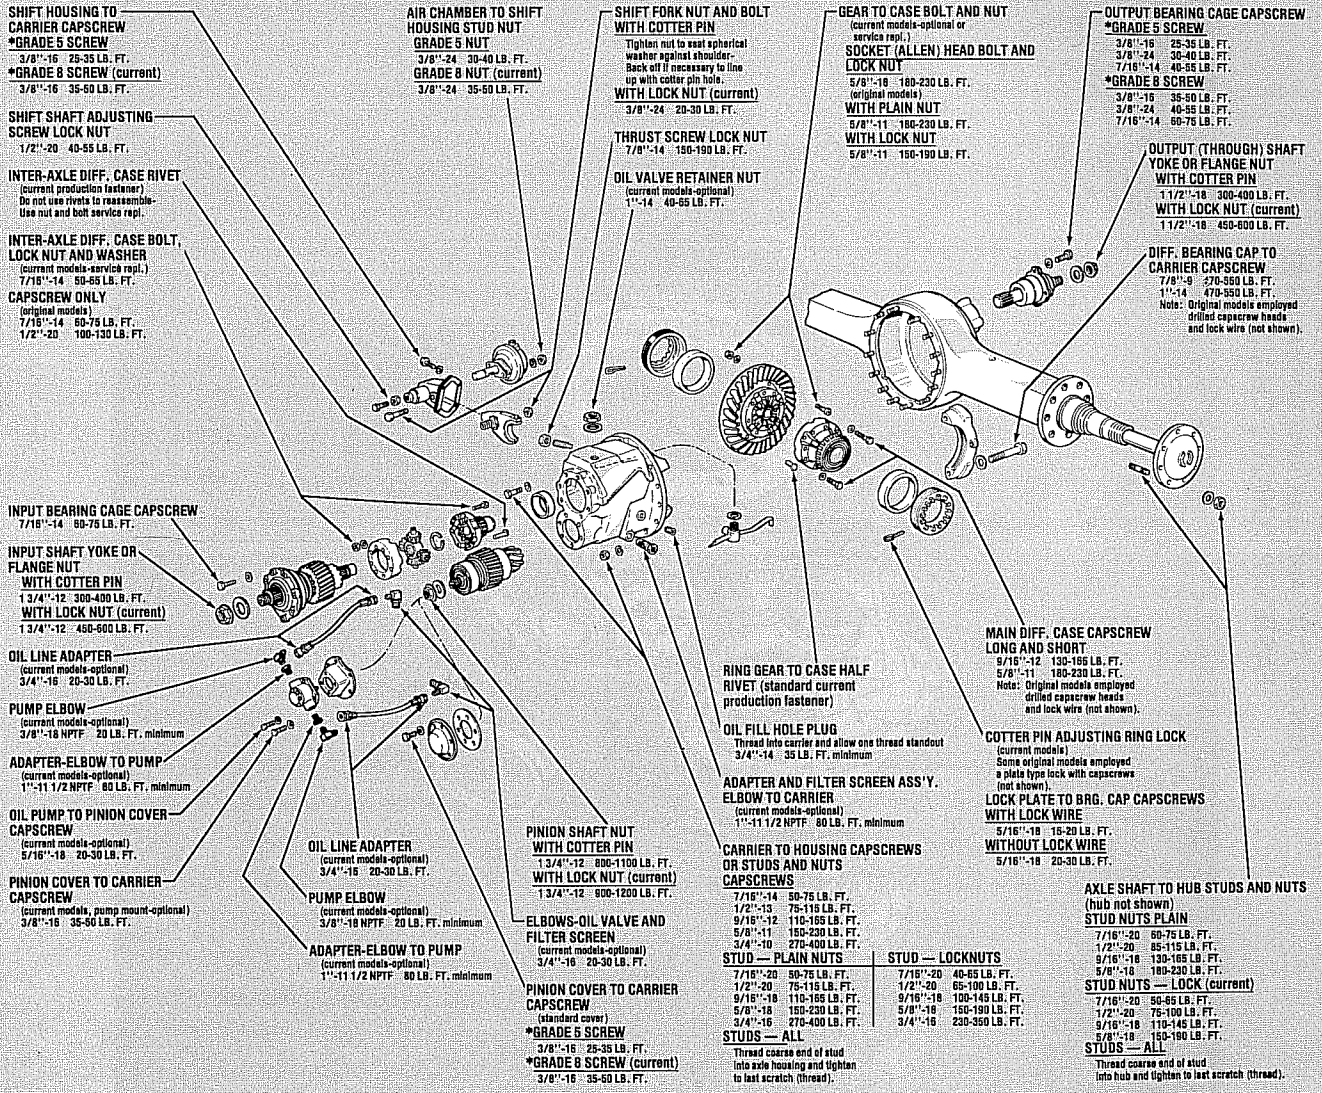 SHIFT HOUSING TO
CARRIER CAPSCREW
*GRADE 5 SCREW
3/8"-16 25-35 LB. FT.
*GRADE 8 SCREW (current)
3/8"-16 35-50 LB. FT.
SHIFT SHAFT ADJUSTING
SCREW LOCK NUT
1/2"-20 40-55 LB. FT.
INTER-AXLE DIFF. CASE RIVET
(current production fastener)
Do not use rivets to reassemble-
Use nut and bolt service repl.
INTER-AXLE DIFF. CASE BOLT,
LOCK NUT AND WASHER
(current models-service repl.)
7/16"-14 50-65 LB. FT.
CAPSCREW ONLY
(original models)
7/16"-14 60-75 LB. FT.
1/2"-20 100-130 LB. FT.
AIR CHAMBER TO SHIFT
HOUSING STUD NUT
GRADE 5 NUT
3/8"-24 30-40 LB. FT.
GRADE 8 NUT (current)
3/8"-24 35-50 LB. FT.
SHIFT FORK NUT AND BOLT
WITH COTTER PIN
Tighten nut to seat spherical
washer against shoulder-
Back off if necessary to line
up with cotter pin hole.
WITH LOCK NUT (current)
3/8"-24 20-30 LB. FT.
THRUST SCREW LOCK NUT
7/8"-14 150-190 LB. FT.
OIL VALVE RETAINER NUT
(current models-optional)
1"-14 40-65 LB. FT.
GEAR TO CASE BOLT AND NUT
(current models-optional or
service repl.)
SOCKET (ALLEN) HEAD BOLT AND
LOCK NUT
5/8"-18 180-230 LB. FT.
(original models)
WITH PLAIN NUT
5/8"-11 180-230 LB. FT.
WITH LOCK NUT
5/8"-11 150-190 LB. FT.
OUTPUT BEARING CAGE CAPSCREW
*GRADE 5 SCREW
3/8"-16 25-35 LB. FT.
3/8"-24 30-40 LB. FT.
7/16"-14 40-55 LB. FT.
*GRADE 8 SCREW
3/8"-16 35-50 LB. FT.
3/8"-24 40-55 LB. FT.
7/16"-14 60-75 LB. FT.
OUTPUT (THROUGH) SHAFT
YOKE OR FLANGE NUT
WITH COTTER PIN
1 1/2"-18 300-400 LB. FT.
WITH LOCK NUT (current)
1 1/2"-18 450-600 LB. FT.
DIFF. BEARING CAP TO
CARRIER CAPSCREW
7/8"-9 470-550 LB. FT.
1"-14 470-550 LB. FT.
Note: Original models employed
drilled capscrew heads
and lock wire (not shown).
INPUT BEARING CAGE CAPSCREW
7/16"-14 60-75 LB. FT.
INPUT SHAFT YOKE OR
FLANGE NUT
WITH COTTER PIN
1 3/4"-12 300-400 LB. FT.
WITH LOCK NUT (current)
1 3/4"-12 450-600 LB. FT.
OIL LINE ADAPTER
(current models-optional)
3/4"-16 20-30 LB. FT.
PUMP ELBOW
(current models-optional)
3/8"-18 NPTF 20 LB. FT. minimum
ADAPTER-ELBOW TO PUMP
(current models-optional)
1"-11 1/2 NPTF 80 LB. FT. minimum
OIL PUMP TO PINION COVER
CAPSCREW
(current models-optional)
5/16"-18 20-30 LB. FT.
PINION COVER TO CARRIER
CAPSCREW
(current models, pump mount-optional)
3/8"-16 35-50 LB. FT.
OIL LINE ADAPTER
(current models-optional)
3/4"-16 20-30 LB. FT.
PUMP ELBOW
(current models-optional)
3/8"-18 NPTF 20 LB. FT. minimum
ADAPTER-ELBOW TO PUMP
(current models-optional)
1"-11 1/2 NPTF 80 LB. FT. minimum
PINION SHAFT NUT
WITH COTTER PIN
1 3/4"-12 800-1100 LB. FT.
WITH LOCK NUT (current)
1 3/4"-12 900-1200 LB. FT.
ELBOWS-OIL VALVE AND
FILTER SCREEN
(current models-optional)
3/4"-16 20-30 LB. FT.
PINION COVER TO CARRIER
CAPSCREW
(standard cover)
*GRADE 5 SCREW
3/8"-16 25-35 LB. FT.
*GRADE 8 SCREW (current)
3/8"-16 35-50 LB. FT.
RING GEAR TO CASE HALF
RIVET (standard current
production fastener)
OIL FILL HOLE PLUG
Thread into carrier and allow one thread standout
3/4"-14 35 LB. FT. minimum
ADAPTER AND FILTER SCREEN ASS'Y.
ELBOW TO CARRIER
(current models-optional)
1"-11 1/2 NPTF 80 LB. FT. minimum
CARRIER TO HOUSING CAPSCREWS
OR STUDS AND NUTS
CAPSCREWS
7/16"-14 50-75 LB. FT.
1/2"-13 75-115 LB. FT.
9/16"-12 110-165 LB. FT.
5/8"-11 150-230 LB. FT.
3/4"-10 270-400 LB. FT.
STUD — PLAIN NUTS
7/16"-20 50-75 LB. FT.
1/2"-20 75-115 LB. FT.
9/16"-18 110-165 LB. FT.
5/8"-18 150-230 LB. FT.
3/4"-16 270-400 LB. FT.
STUD — LOCKNUTS
7/16"-20 40-65 LB. FT.
1/2"-20 65-100 LB. FT.
9/16"-18 100-145 LB. FT.
5/8"-18 150-190 LB. FT.
3/4"-16 230-350 LB. FT.
STUDS — ALL
Thread coarse end of stud
into axle housing and tighten
to last scratch (thread).
MAIN DIFF. CASE CAPSCREW
LONG AND SHORT
9/16"-12 130-165 LB. FT.
5/8"-11 180-230 LB. FT.
Note: Original models employed
drilled capscrew heads
and lock wire (not shown).
COTTER PIN ADJUSTING RING LOCK
(current models)
Some original models employed
a plate type lock with capscrews
(not shown).
LOCK PLATE TO BRG. CAP CAPSCREWS
WITH LOCK WIRE
5/16"-18 15-20 LB. FT.
WITHOUT LOCK WIRE
5/16"-18 20-30 LB. FT.
AXLE SHAFT TO HUB STUDS AND NUTS
(hub not shown)
STUD NUTS PLAIN
7/16"-20 60-75 LB. FT.
1/2"-20 85-115 LB. FT.
9/16"-18 130-165 LB. FT.
5/8"-18 180-230 LB. FT.
STUD NUTS — LOCK (current)
7/16"-20 50-65 LB. FT.
1/2"-20 75-100 LB. FT.
9/16"-18 110-145 LB. FT.
5/8"-18 150-190 LB. FT.
STUDS — ALL
Thread coarse end of stud
into hub and tighten to last scratch (thread).